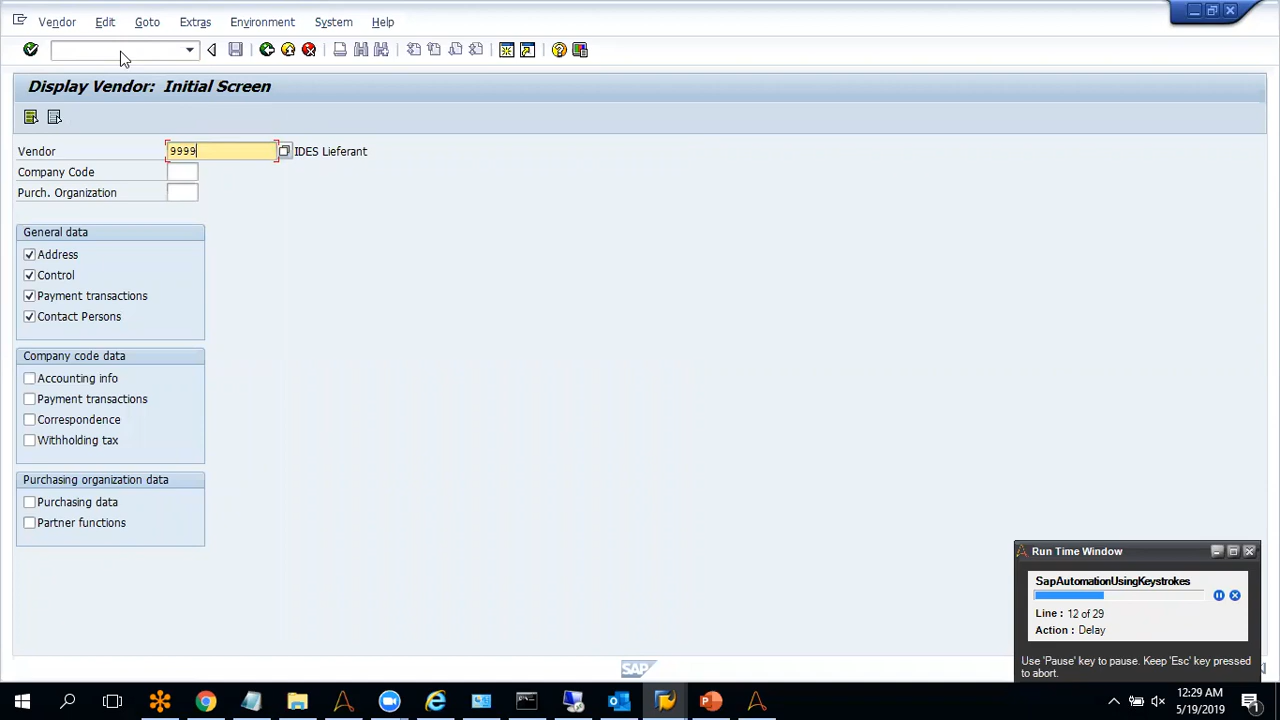 Vendor Edit Goto Extras Environment System Help
Display Vendor: Initial Screen
Vendor 9999 IDES Lieferant
Company Code
Purch. Organization
General data
Address
Control
Payment transactions
Contact Persons
Company code data
Accounting info
Payment transactions
Correspondence
Withholding tax
Purchasing organization data
Purchasing data
Partner functions
Run Time Window
SapAutomationUsingKeystrokes
Line : 12 of 29
Action : Delay
Use 'Pause' key to pause. Keep 'Esc' key pressed
to abort.
SAP
12:29 AM
5/19/2019
1